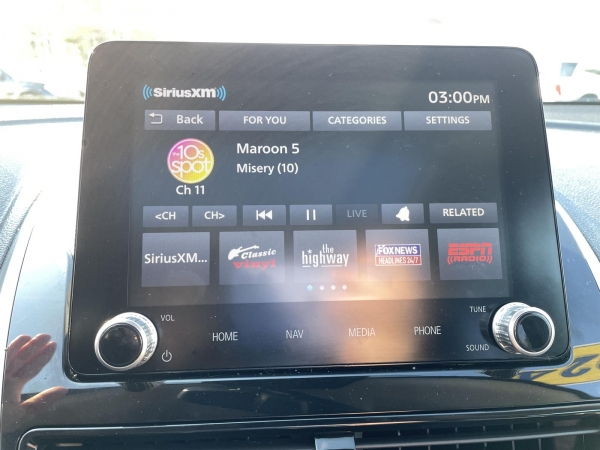 SiriusXM
03:00PM
Back FOR YOU CATEGORIES SETTINGS
the 10s spot
Maroon 5
Misery (10)
Ch 11
<CH CH> LIVE RELATED
SiriusXM... Classic vinyl the highway FOX NEWS HEADLINES 24/7 ESPN RADIO
VOL TUNE
HOME NAV MEDIA PHONE
SOUND